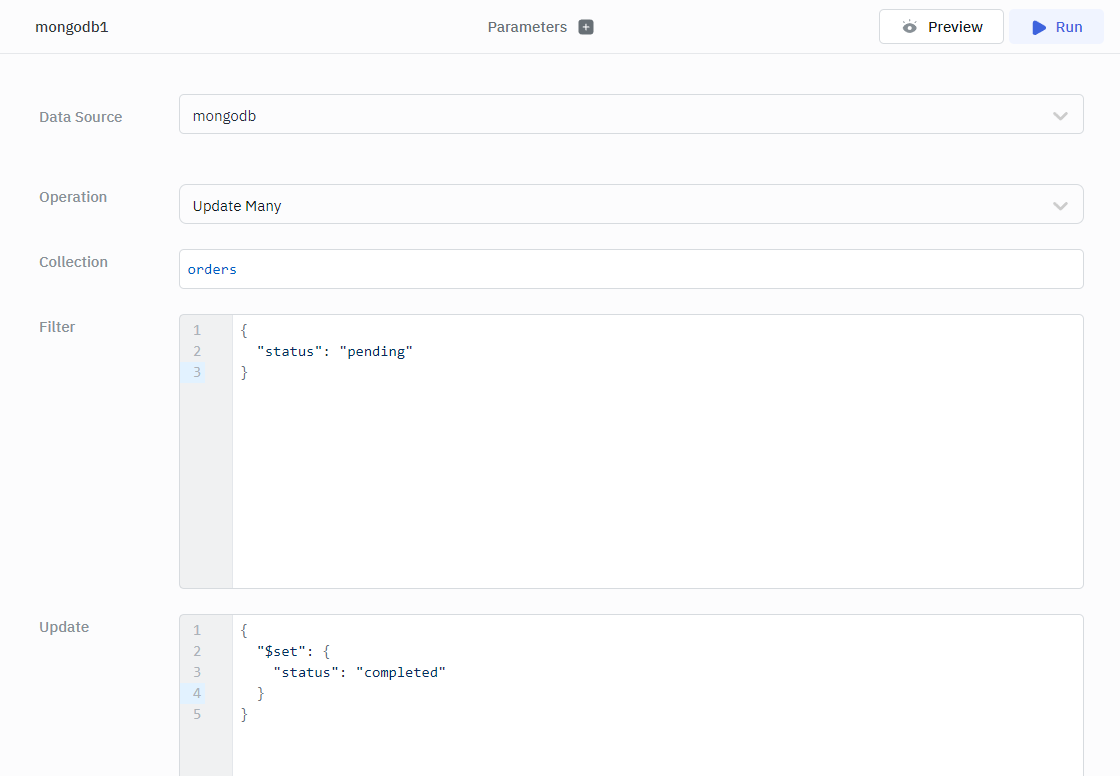 mongodb1
Parameters
Preview
Run
Data Source
mongodb
Operation
Update Many
Collection
orders
Filter
1 {
2   "status": "pending"
3 }
Update
1 {
2   "$set": {
3     "status": "completed"
4   }
5 }